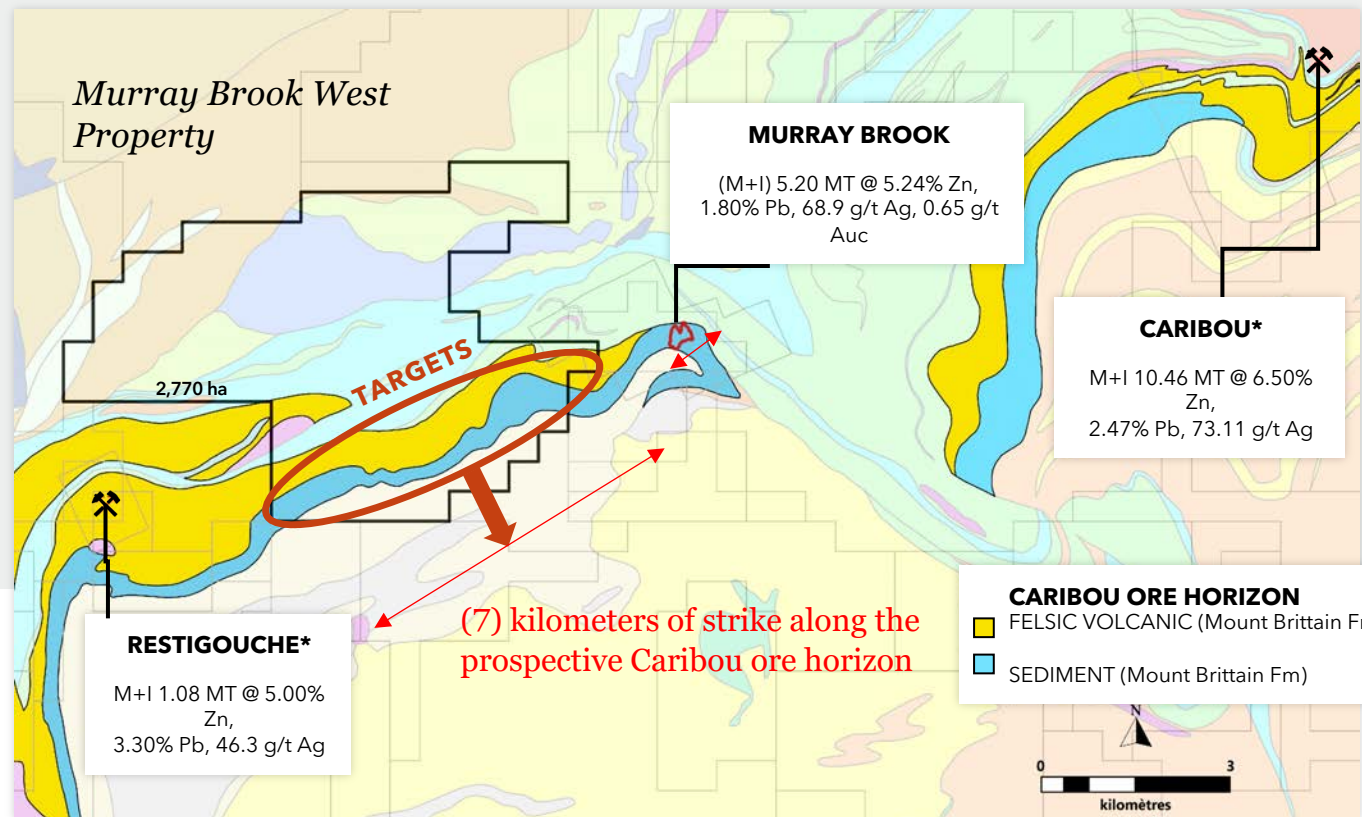 Murray Brook West
Property
MURRAY BROOK
(M+I) 5.20 MT @ 5.24% Zn,
1.80% Pb, 68.9 g/t Ag, 0.65 g/t
Auc
CARIBOU*
M+I 10.46 MT @ 6.50%
Zn,
2.47% Pb, 73.11 g/t Ag
TARGETS
2,770 ha
RESTIGOUCHE*
M+I 1.08 MT @ 5.00%
Zn,
3.30% Pb, 46.3 g/t Ag
(7) kilometers of strike along the
prospective Caribou ore horizon
CARIBOU ORE HORIZON
FELSIC VOLCANIC (Mount Brittain
SEDIMENT (Mount Brittain Fm)
N
0 3
kilomètres